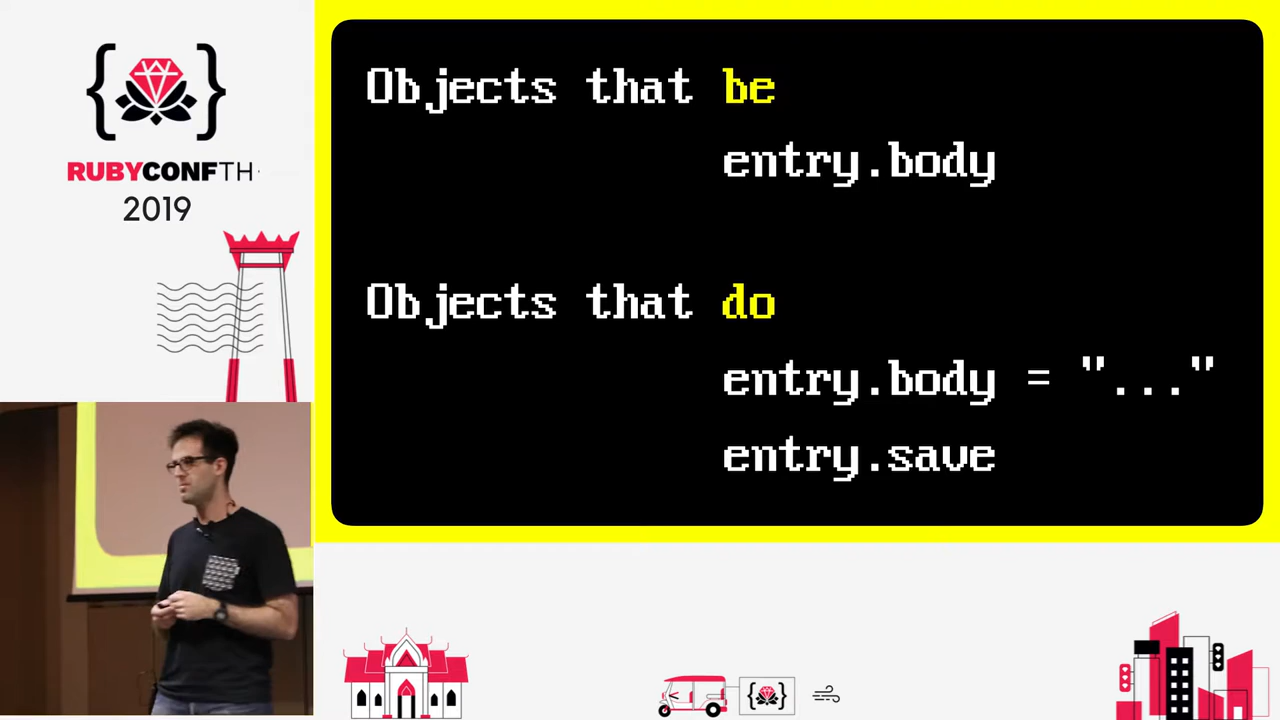 RUBYCONFTH
2019
Objects that be
entry.body
Objects that do
entry.body = "..."
entry.save